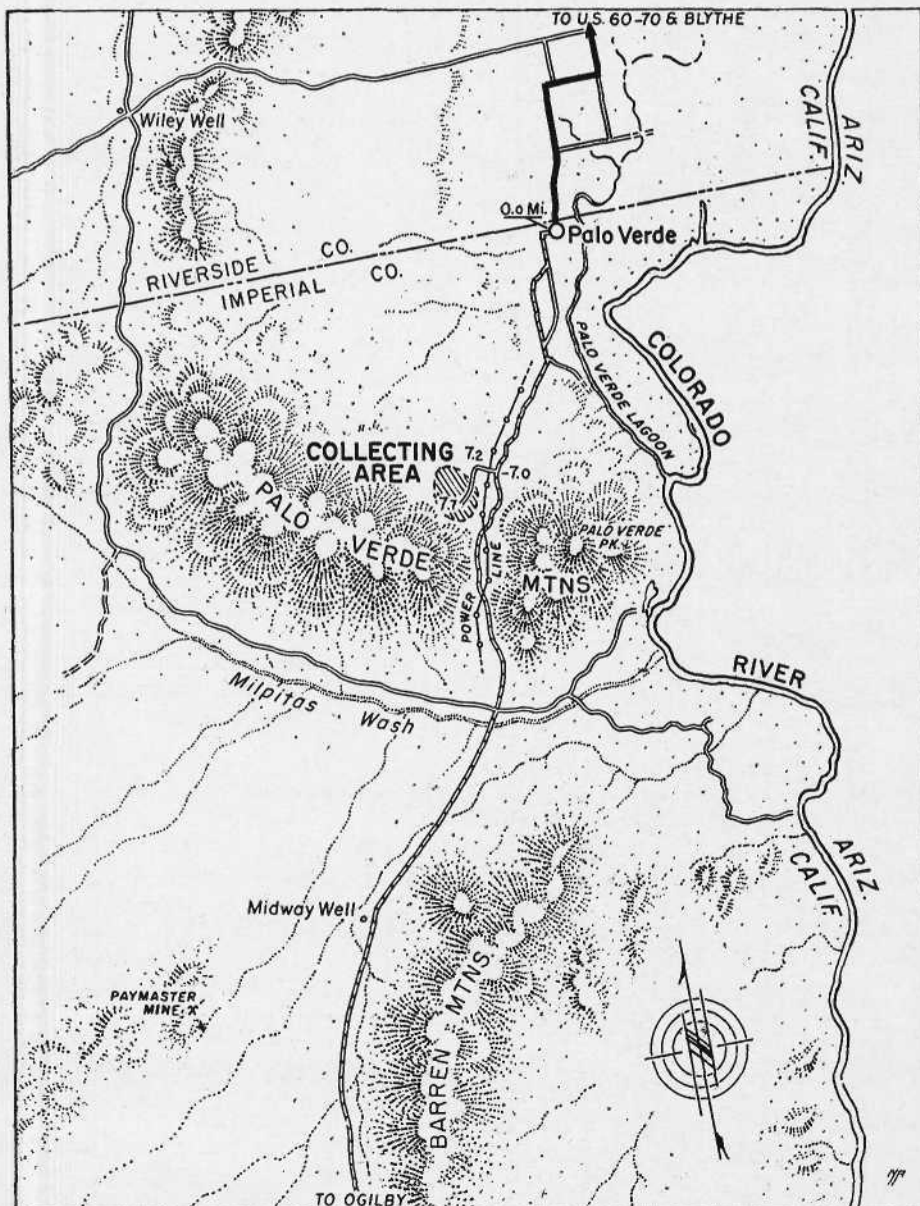 TO U.S. 60-70 & BLYTHE
ARIZ.
CALIF.
Wiley Well
0.0 Mi.
Palo Verde
RIVERSIDE CO.
IMPERIAL CO.
PALO VERDE LAGOON
COLORADO
COLLECTING
AREA
7.2
7.0
7.7
PALO
VERDE
PALO VERDE
PK.
MTNS
POWER LINE
Milpitas Wash
RIVER
ARIZ.
CALIF.
Midway Well
PAYMASTER
MINE X
BARREN MTNS
TO OGILBY